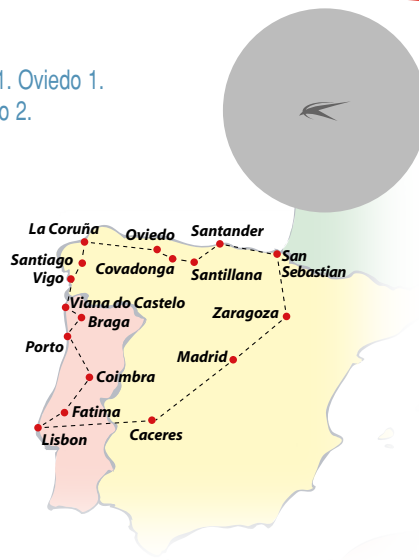 1. Oviedo 1.
o 2.
La Coruña
Oviedo
Santander
Santiago
Covadonga
Santillana
San
Sebastian
Vigo
Viana do Castelo
Braga
Zaragoza
Porto
Madrid
Coimbra
Fatima
Lisbon
Caceres